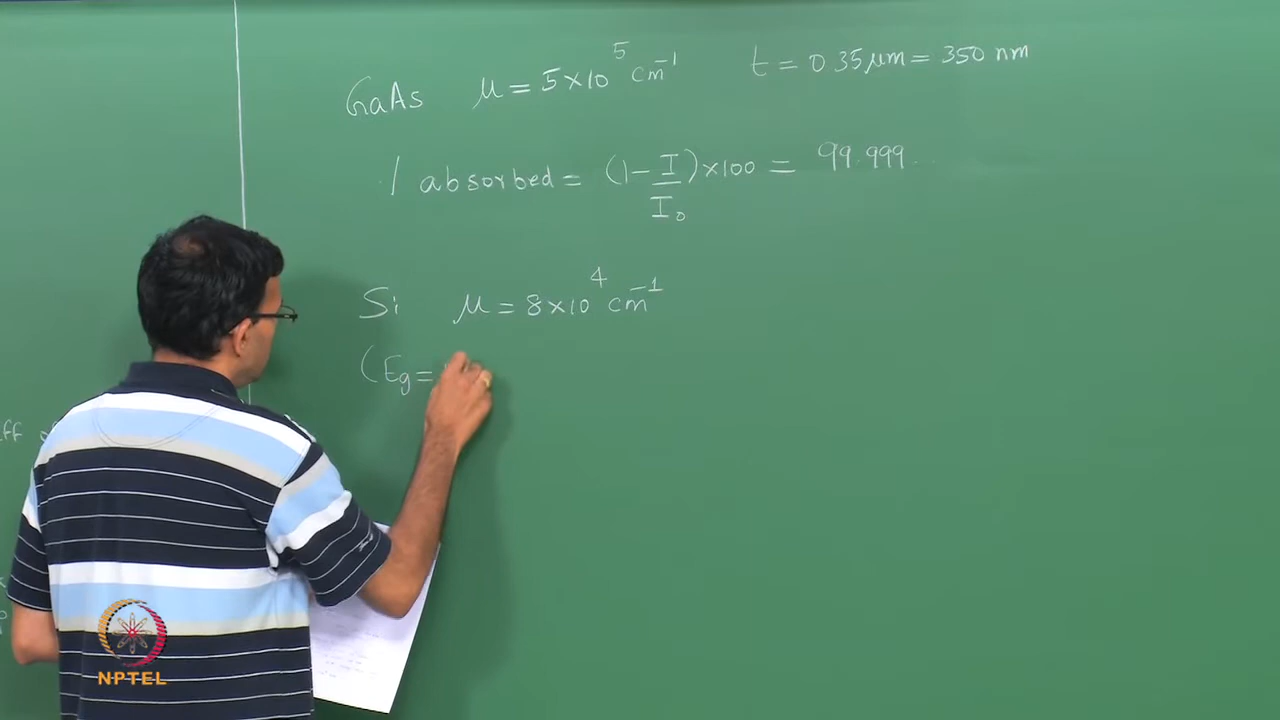 GaAs μ = 5×10⁵ cm⁻¹ t = 0.35 μm = 350 nm
/ absorbed = (1 - I/I₀) × 100 = 99.999...
Si μ = 8×10⁴ cm⁻¹
(Eg =
ff
NPTEL